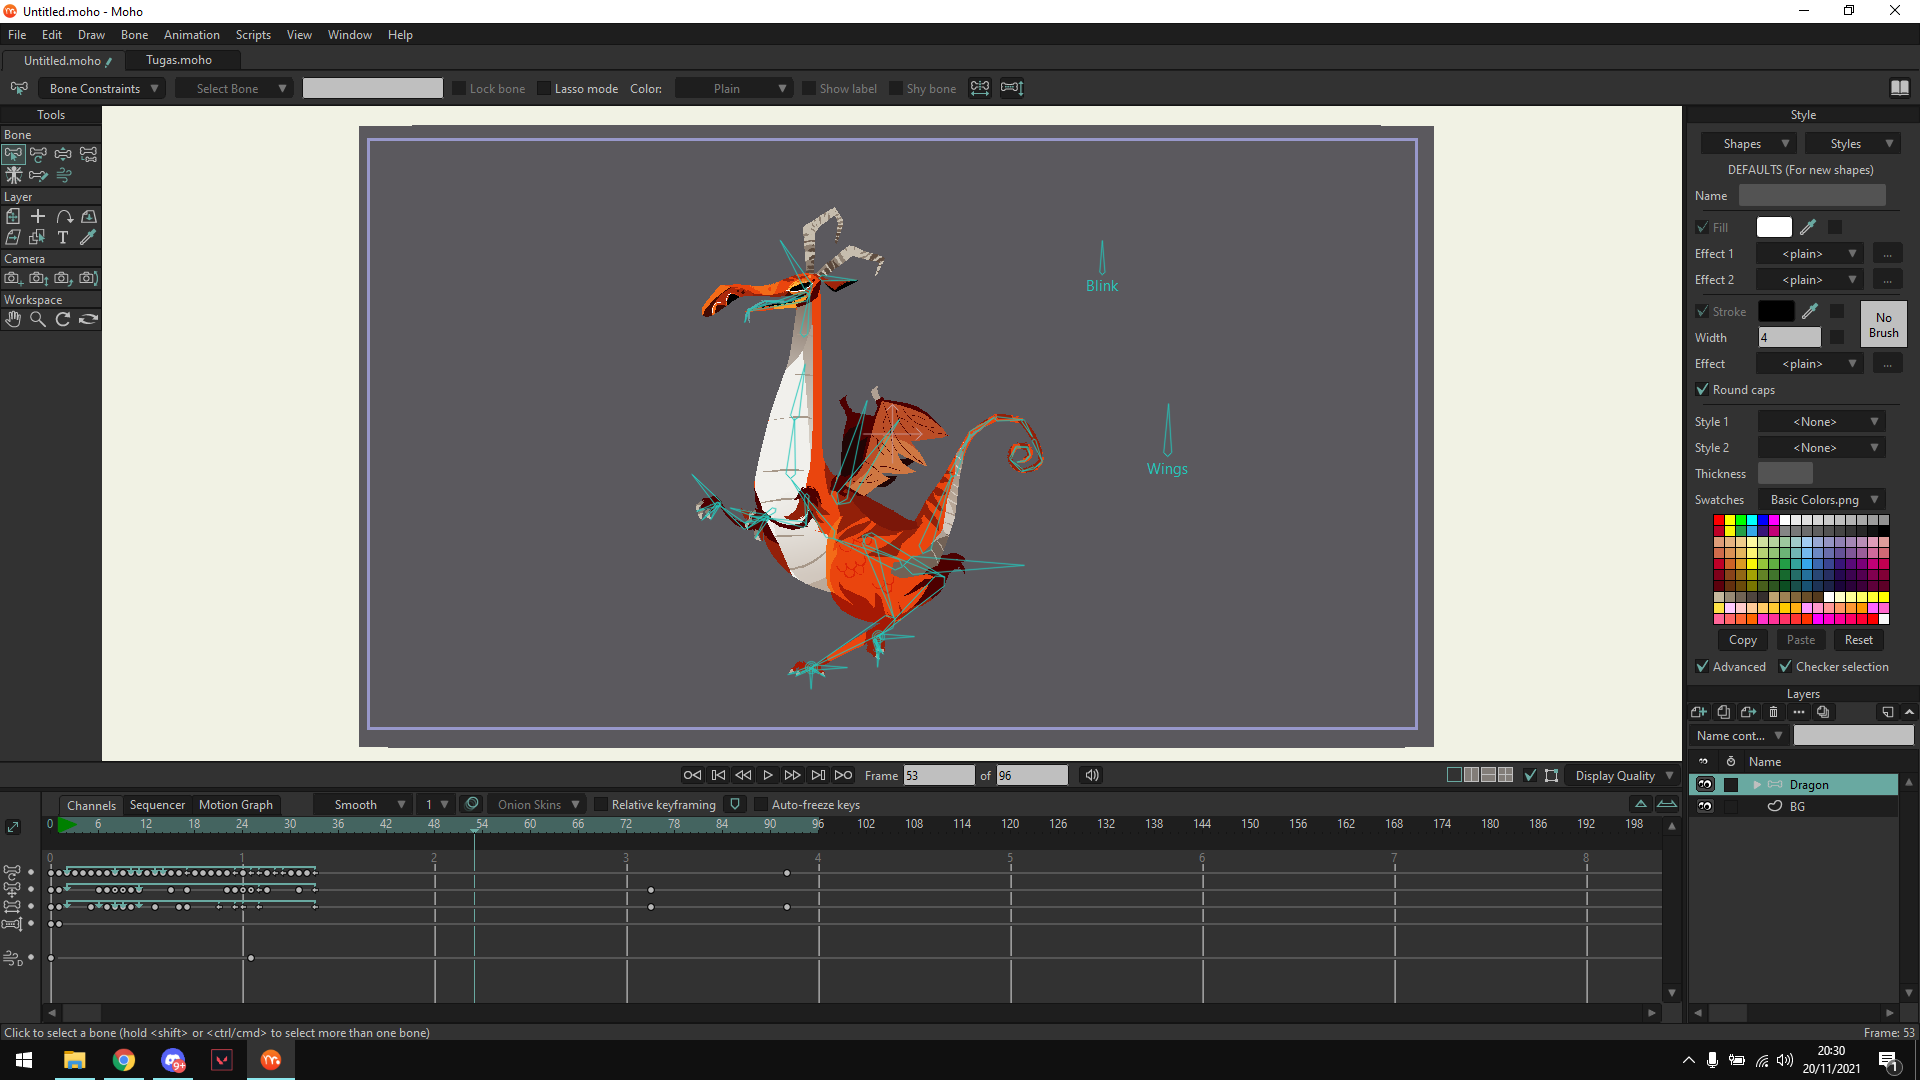 Untitled.moho - Moho
File Edit Draw Bone Animation Scripts View Window Help
Untitled.moho Tugas.moho
Bone Constraints Select Bone Lock bone Lasso mode Color: Plain Show label Shy bone
Tools
Bone
Layer
T
Camera
Workspace
Blink
Wings
Style
Shapes Styles
DEFAULTS (For new shapes)
Name
Fill
Effect 1 <plain> ...
Effect 2 <plain> ...
Stroke
No
Brush
Width 4
Effect <plain> ...
Round caps
Style 1 <None>
Style 2 <None>
Thickness
Swatches Basic Colors.png
Copy Paste Reset
Advanced Checker selection
Layers
Name cont...
Name
Dragon
BG
Frame 53 of 96 Display Quality
Channels Sequencer Motion Graph Smooth 1 Onion Skins Relative keyframing Auto-freeze keys
0 6 12 18 24 30 36 42 48 54 60 66 72 78 84 90 96 102 108 114 120 126 132 138 144 150 156 162 168 174 180 186 192 198
0 1 2 3 4 5 6 7 8
Click to select a bone (hold <shift> or <ctrl/cmd> to select more than one bone) Frame: 53
9+
20:30
20/11/2021
1